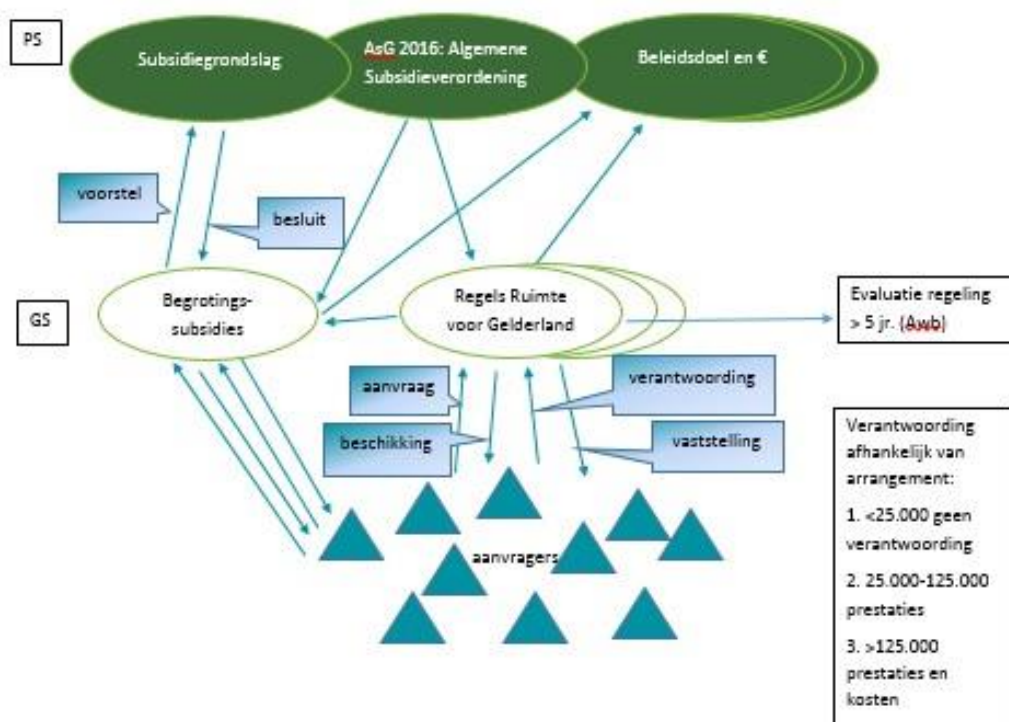 PS
Subsidiegrondslag
AsG 2016: Algemene
Subsidieverordening
Beleidsdoel en €
voorstel
besluit
GS
Begrotings-
subsidies
Regels Ruimte
voor Gelderland
Evaluatie regeling
> 5 jr. (Awb)
aanvraag
verantwoording
beschikking
vaststelling
aanvragers
Verantwoording
afhankelijk van
arrangement:
1. <25.000 geen
verantwoording
2. 25.000-125.000
prestaties
3. >125.000
prestaties en
kosten